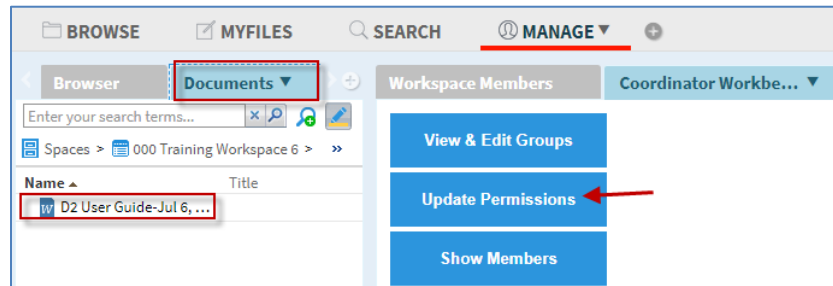 BROWSE MYFILES SEARCH MANAGE
Browser Documents
Enter your search terms...
Spaces > 000 Training Workspace 6 > »
Name Title
D2 User Guide-Jul 6, ...
Workspace Members Coordinator Workbe...
View & Edit Groups
Update Permissions
Show Members